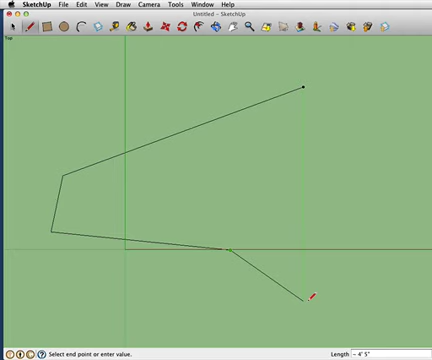 SketchUp File Edit View Draw Camera Tools Window Help
Untitled - SketchUp
Top
Select end point or enter value.
Length ~ 4' 5"